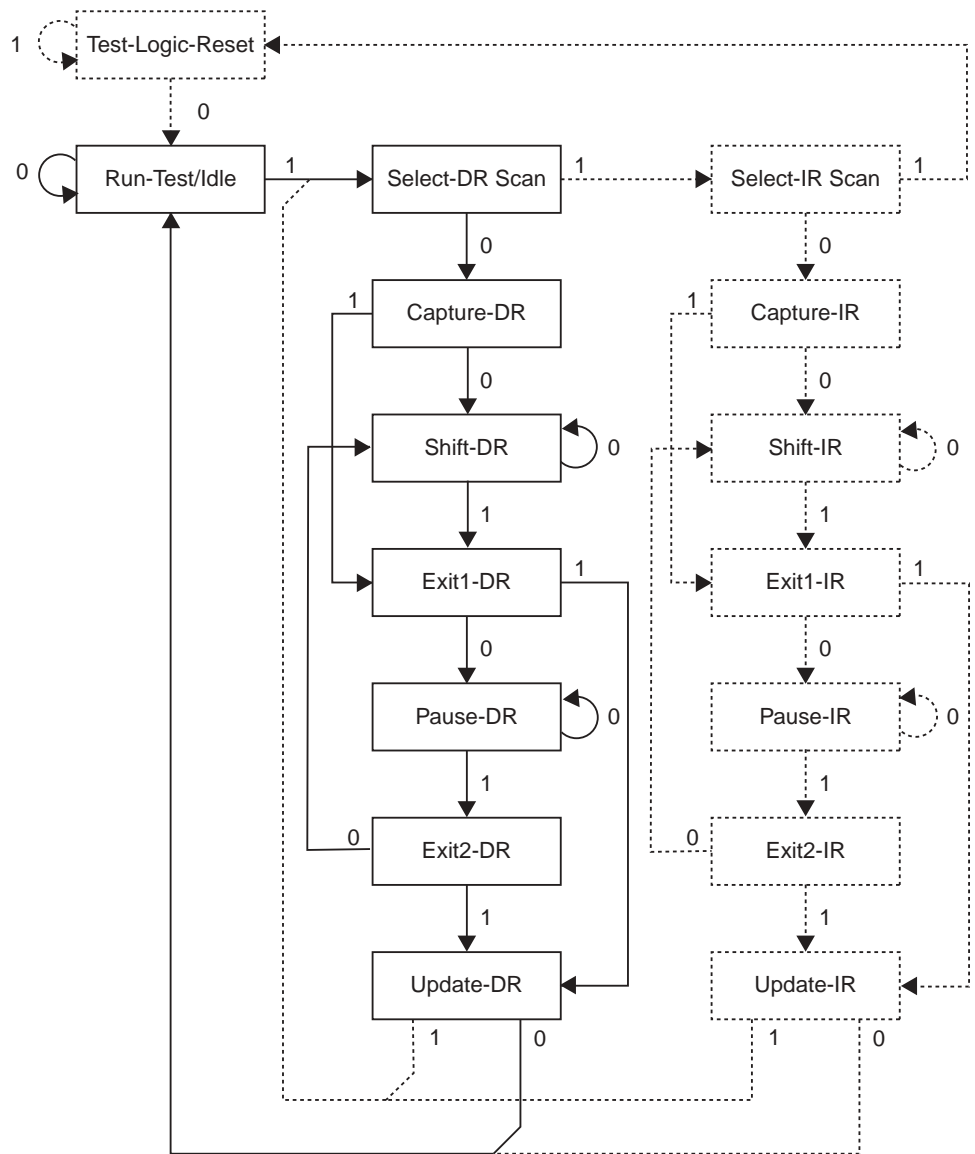 1 Test-Logic-Reset
0
0 Run-Test/Idle 1 Select-DR Scan 1 Select-IR Scan 1
0 0
1 Capture-DR 1 Capture-IR
0 0
Shift-DR 0 Shift-IR 0
1 1
Exit1-DR 1 Exit1-IR 1
0 0
Pause-DR 0 Pause-IR 0
1 1
0 Exit2-DR 0 Exit2-IR
1 1
Update-DR Update-IR
1 0 1 0